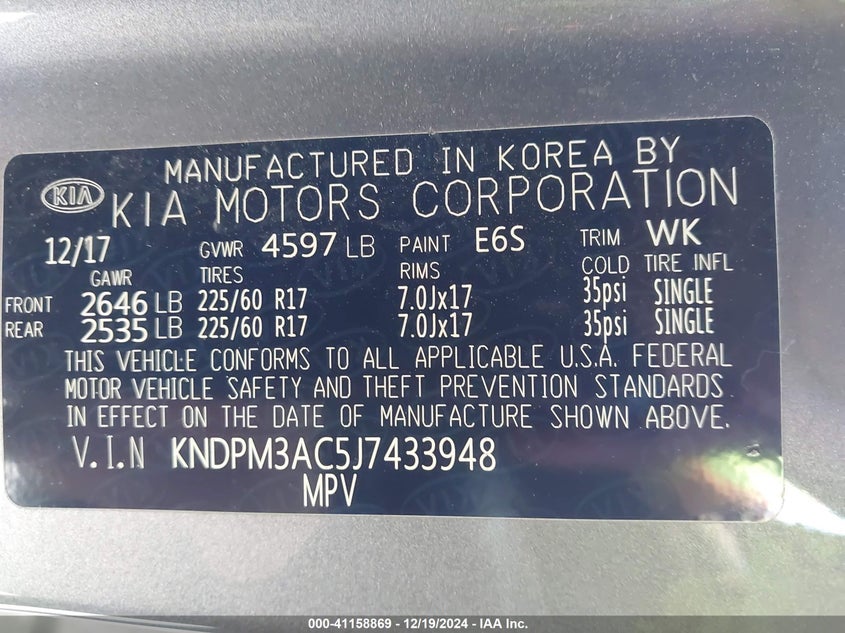 MANUFACTURED IN KOREA BY
KIA KIA MOTORS CORPORATION
12/17 GVWR 4597 LB PAINT E6S TRIM WK
GAWR TIRES RIMS COLD TIRE INFL
FRONT 2646 LB 225/60 R17 7.0Jx17 35psi SINGLE
REAR 2535 LB 225/60 R17 7.0Jx17 35psi SINGLE
THIS VEHICLE CONFORMS TO ALL APPLICABLE U.S.A. FEDERAL
MOTOR VEHICLE SAFETY AND THEFT PREVENTION STANDARDS
IN EFFECT ON THE DATE OF MANUFACTURE SHOWN ABOVE.
V.I.N KNDPM3AC5J7433948
MPV
000-41158869 - 12/19/2024 - IAA Inc.